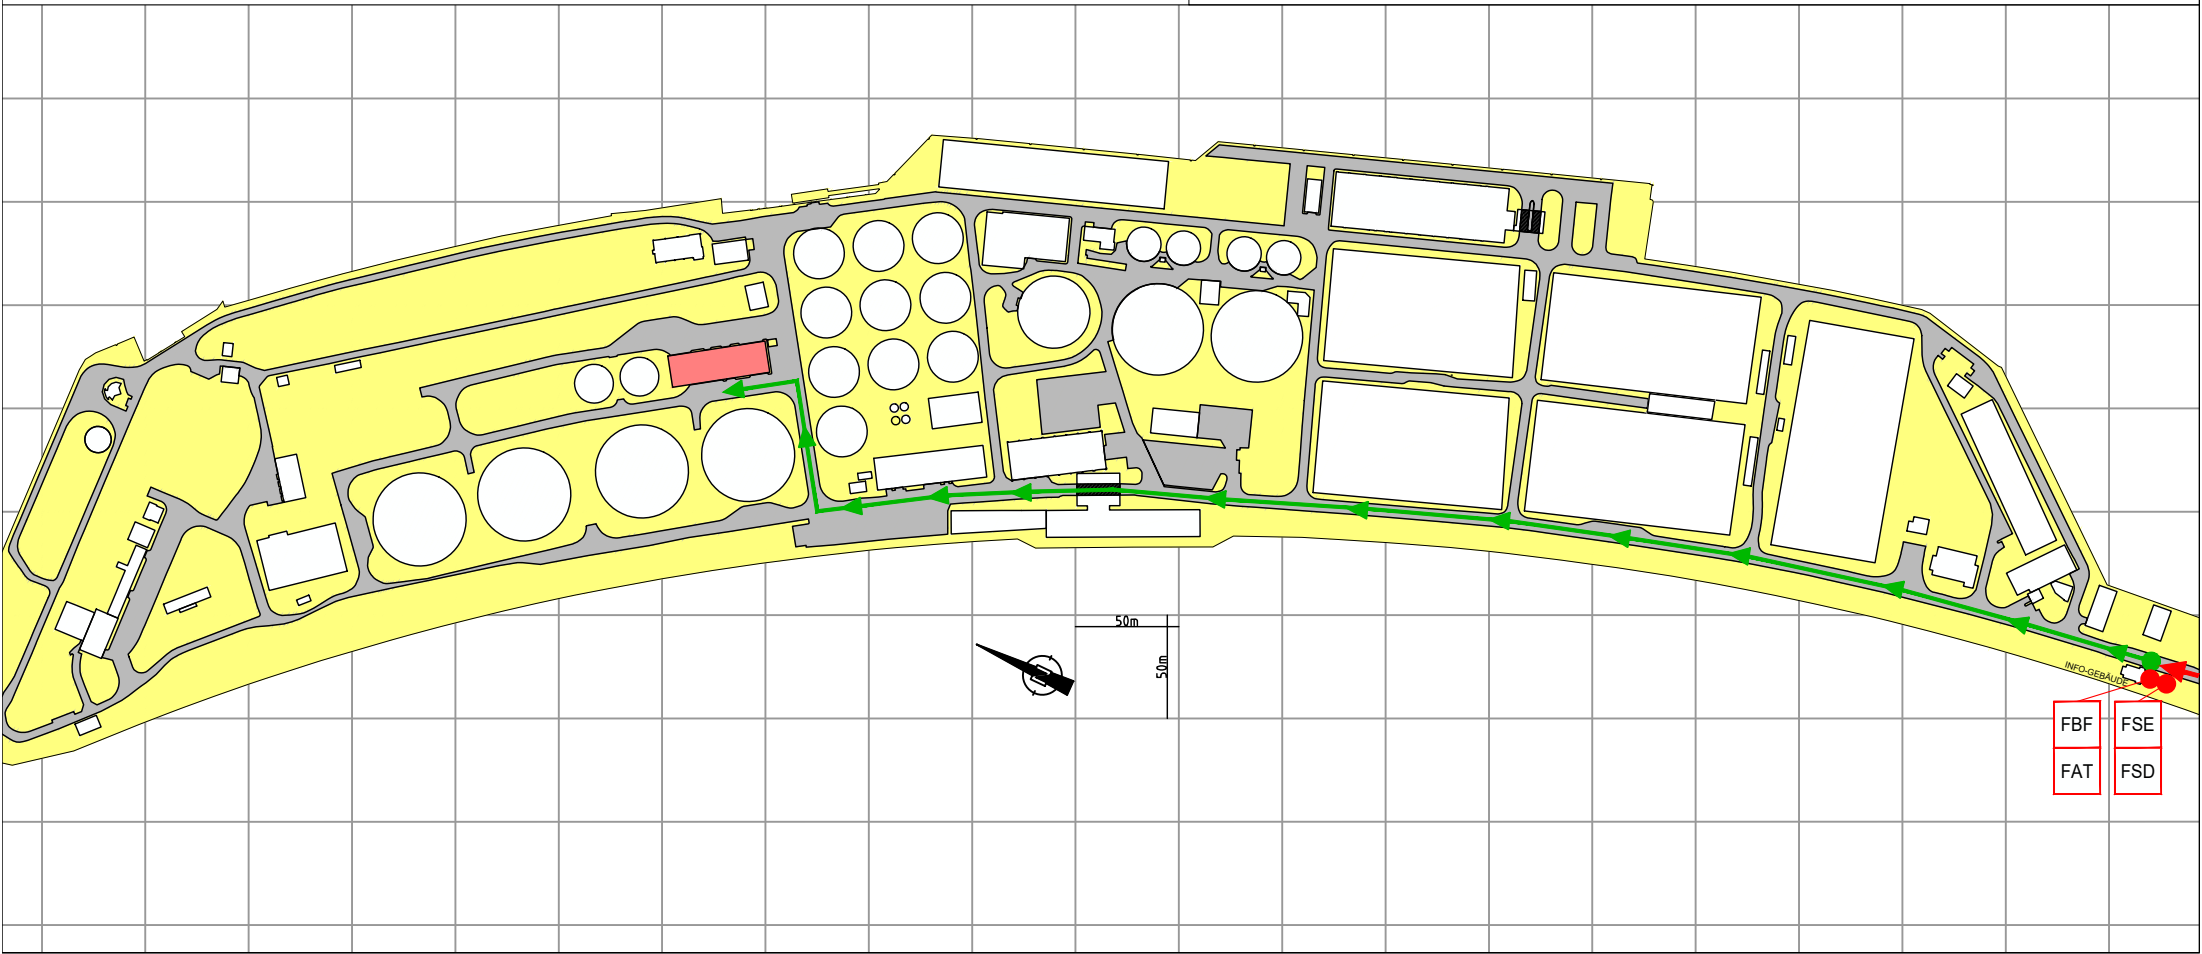 50m
50m
INFO-GEBÄUDE
FBF
FSE
FAT
FSD